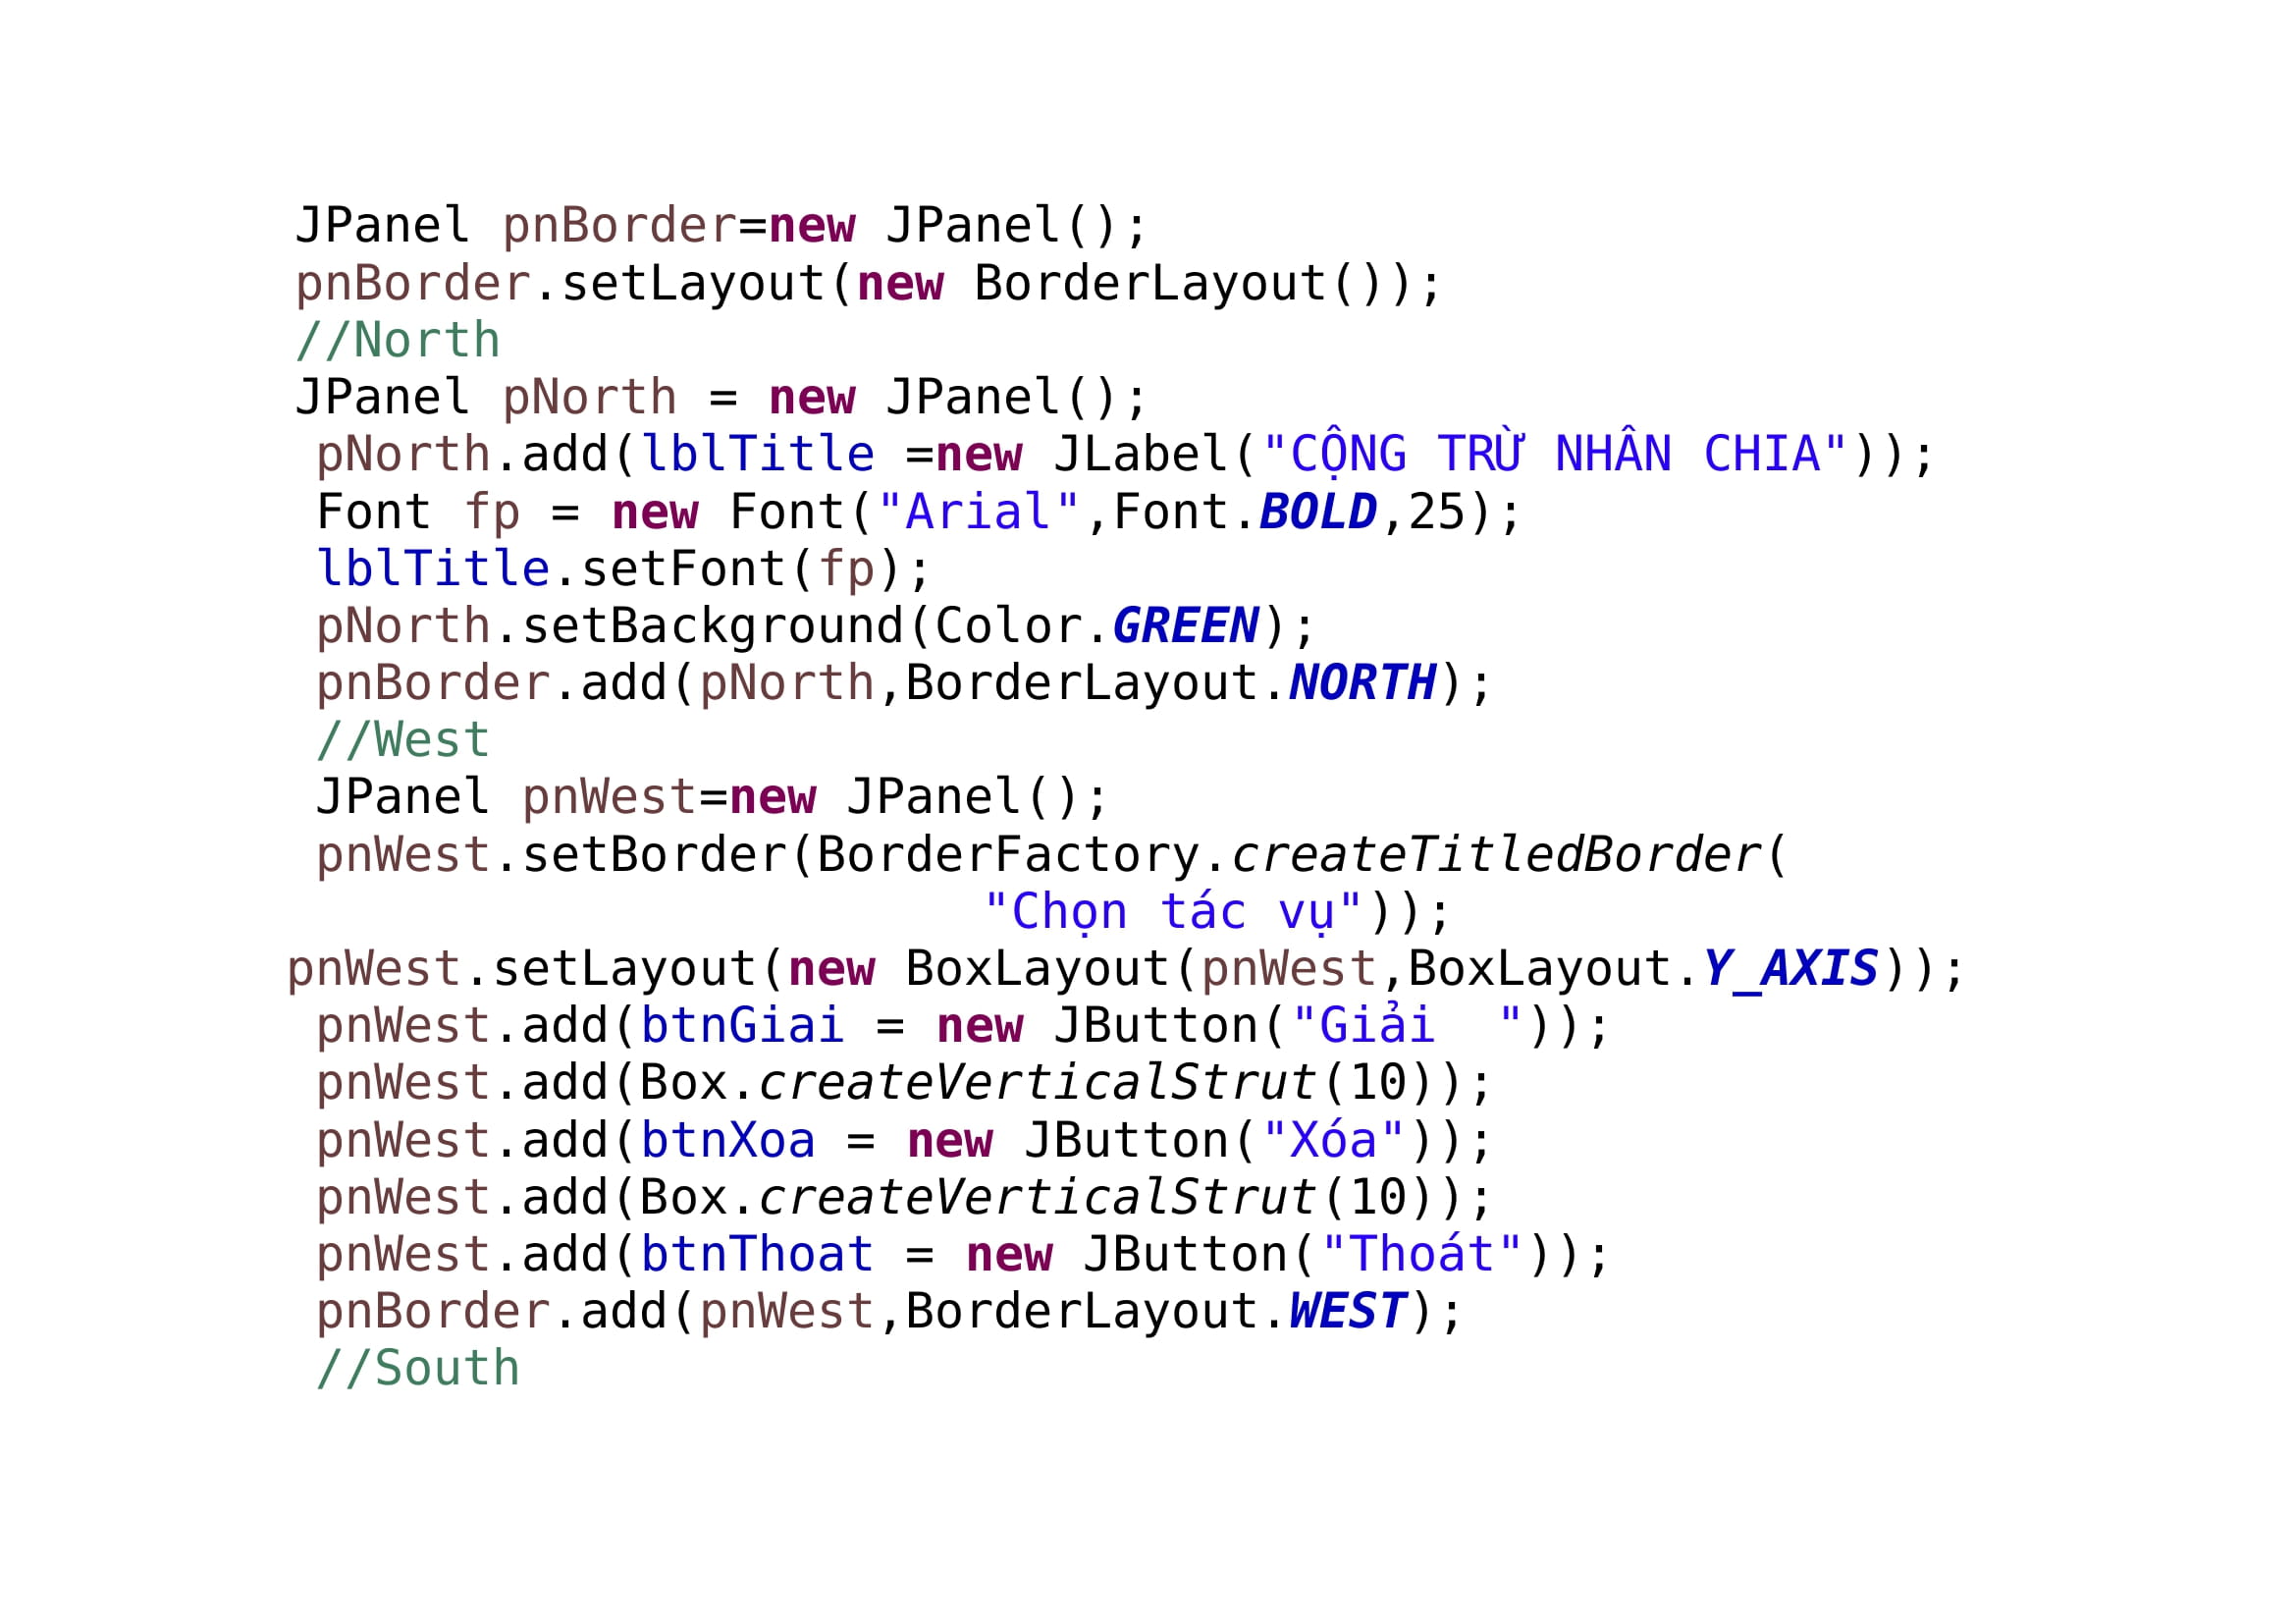 JPanel pnBorder=new JPanel();
pnBorder.setLayout(new BorderLayout());
//North
JPanel pNorth = new JPanel();
pNorth.add(lblTitle =new JLabel("CỘNG TRỪ NHÂN CHIA"));
Font fp = new Font("Arial",Font.BOLD,25);
lblTitle.setFont(fp);
pNorth.setBackground(Color.GREEN);
pnBorder.add(pNorth,BorderLayout.NORTH);
//West
JPanel pnWest=new JPanel();
pnWest.setBorder(BorderFactory.createTitledBorder(
"Chọn tác vụ"));
pnWest.setLayout(new BoxLayout(pnWest,BoxLayout.Y_AXIS));
pnWest.add(btnGiai = new JButton("Giải  "));
pnWest.add(Box.createVerticalStrut(10));
pnWest.add(btnXoa = new JButton("Xóa"));
pnWest.add(Box.createVerticalStrut(10));
pnWest.add(btnThoat = new JButton("Thoát"));
pnBorder.add(pnWest,BorderLayout.WEST);
//South